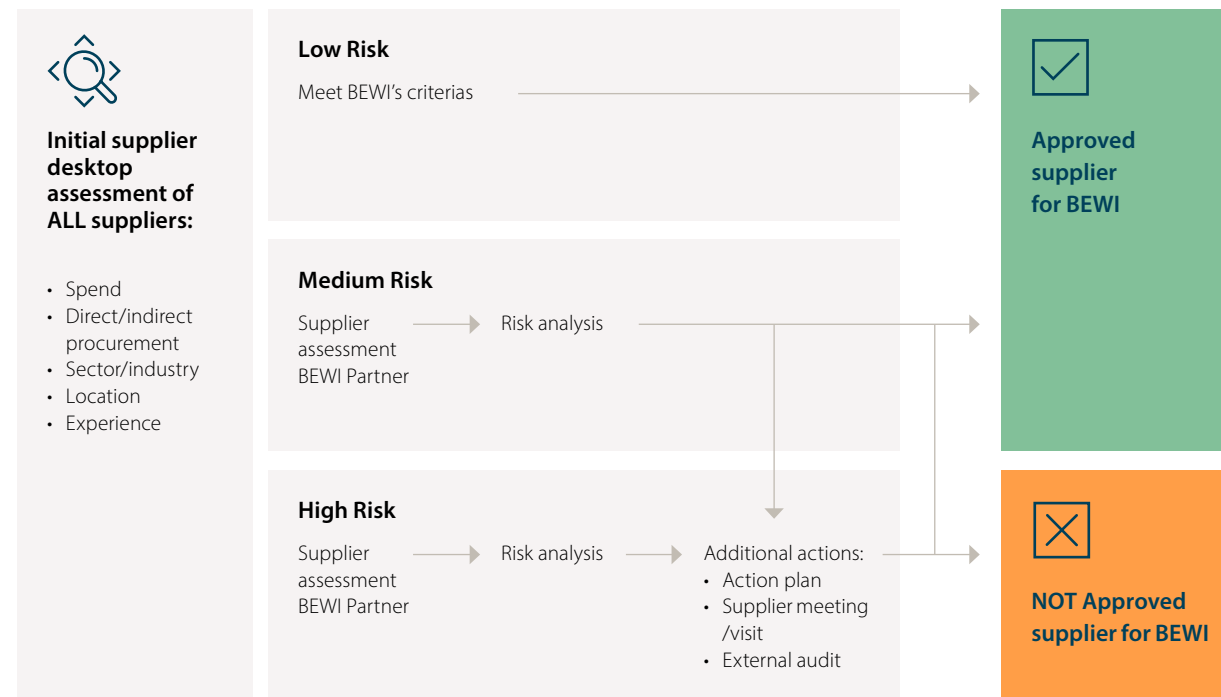 Initial supplier
desktop
assessment of
ALL suppliers:
• Spend
• Direct/indirect
procurement
• Sector/industry
• Location
• Experience
Low Risk
Meet BEWI's criterias
Medium Risk
Supplier
assessment
BEWI Partner
Risk analysis
High Risk
Supplier
assessment
BEWI Partner
Risk analysis
Additional actions:
• Action plan
• Supplier meeting
/visit
• External audit
Approved
supplier
for BEWI
NOT Approved
supplier for BEWI